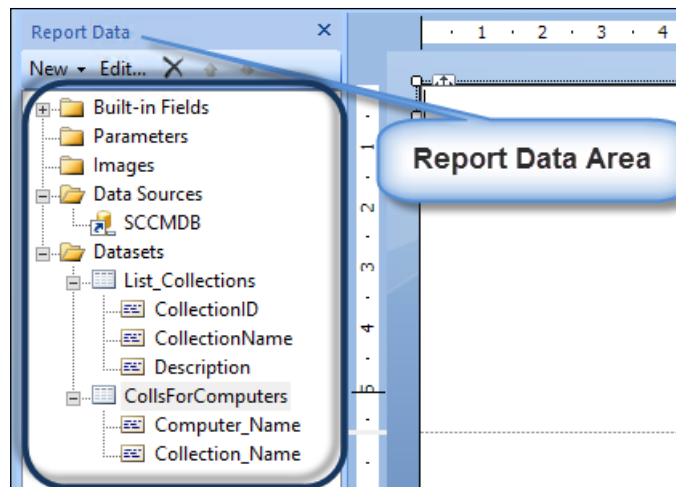 Report Data
New Edit...
Built-in Fields
Parameters
Images
Data Sources
SCCMDB
Datasets
List_Collections
CollectionID
CollectionName
Description
CollsForComputers
Computer_Name
Collection_Name
· 1 · 2 · 3 · 4
1
2
3
4
5
Report Data Area